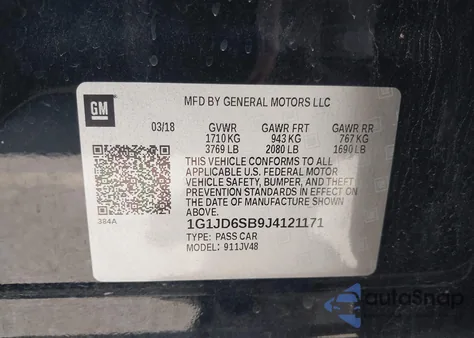 GM
MFD BY GENERAL MOTORS LLC
03/18 GVWR GAWR FRT GAWR RR
1710 KG 943 KG 767 KG
3769 LB 2080 LB 1690 LB
THIS VEHICLE CONFORMS TO ALL
APPLICABLE U.S. FEDERAL MOTOR
VEHICLE SAFETY, BUMPER, AND THEFT
PREVENTION STANDARDS IN EFFECT ON
THE DATE OF MANUFACTURE SHOWN
ABOVE.
384A
1G1JD6SB9J4121171
TYPE: PASS CAR
MODEL: 911JV48
autoSnap